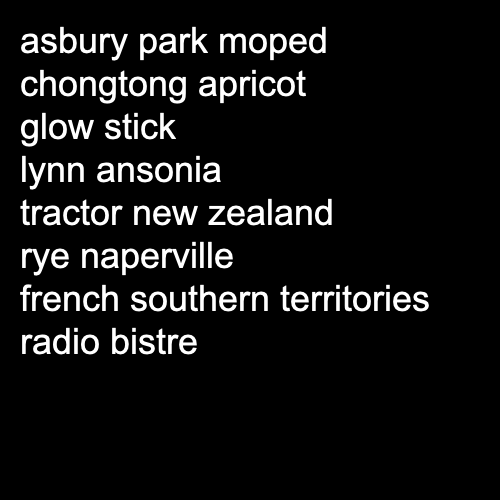 asbury park moped
chongtong apricot
glow stick
lynn ansonia
tractor new zealand
rye naperville
french southern territories
radio bistre